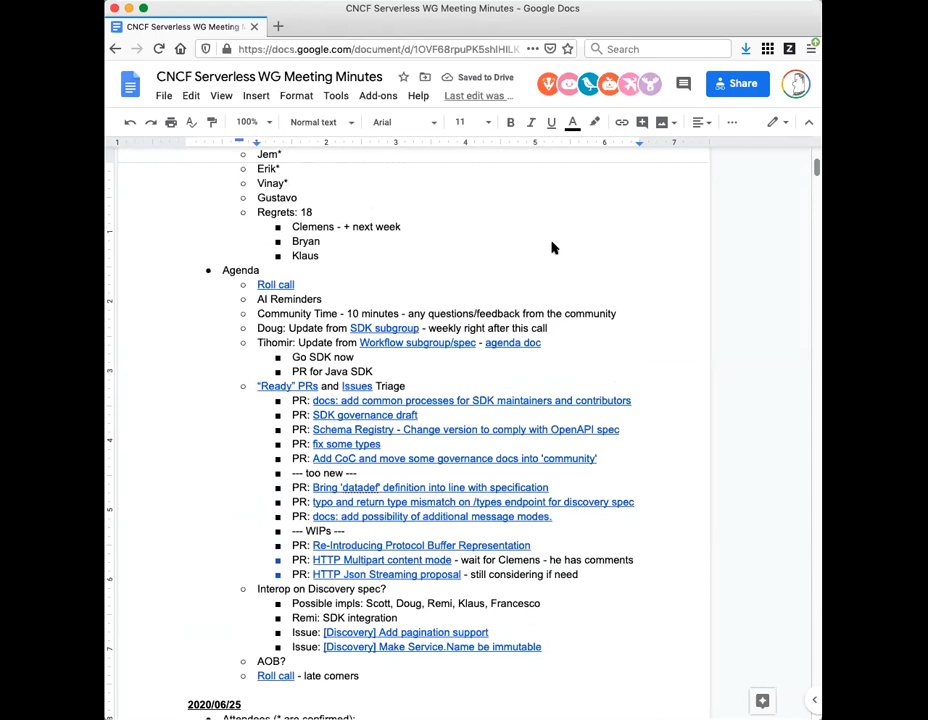 CNCF Serverless WG Meeting Minutes - Google Docs
CNCF Serverless WG Meeting
https://docs.google.com/document/d/1OVF68rpuPK5shlHILK
Search
CNCF Serverless WG Meeting Minutes
Saved to Drive
Share
File Edit View Insert Format Tools Add-ons Help Last edit was ...
100% Normal text Arial 11 B I U A
1 1 2 3 4 5 6 7
Jem*
Erik*
Vinay*
Gustavo
Regrets: 18
Clemens - + next week
Bryan
Klaus
Agenda
Roll call
AI Reminders
Community Time - 10 minutes - any questions/feedback from the community
Doug: Update from SDK subgroup - weekly right after this call
Tihomir: Update from Workflow subgroup/spec - agenda doc
Go SDK now
PR for Java SDK
“Ready” PRs and Issues Triage
PR: docs: add common processes for SDK maintainers and contributors
PR: SDK governance draft
PR: Schema Registry - Change version to comply with OpenAPI spec
PR: fix some types
PR: Add CoC and move some governance docs into 'community'
--- too new ---
PR: Bring 'datadef' definition into line with specification
PR: typo and return type mismatch on /types endpoint for discovery spec
PR: docs: add possibility of additional message modes.
--- WIPs ---
PR: Re-Introducing Protocol Buffer Representation
PR: HTTP Multipart content mode - wait for Clemens - he has comments
PR: HTTP Json Streaming proposal - still considering if need
Interop on Discovery spec?
Possible impls: Scott, Doug, Remi, Klaus, Francesco
Remi: SDK integration
Issue: [Discovery] Add pagination support
Issue: [Discovery] Make Service.Name be immutable
AOB?
Roll call - late comers
2020/06/25
Attendees (* are confirmed):